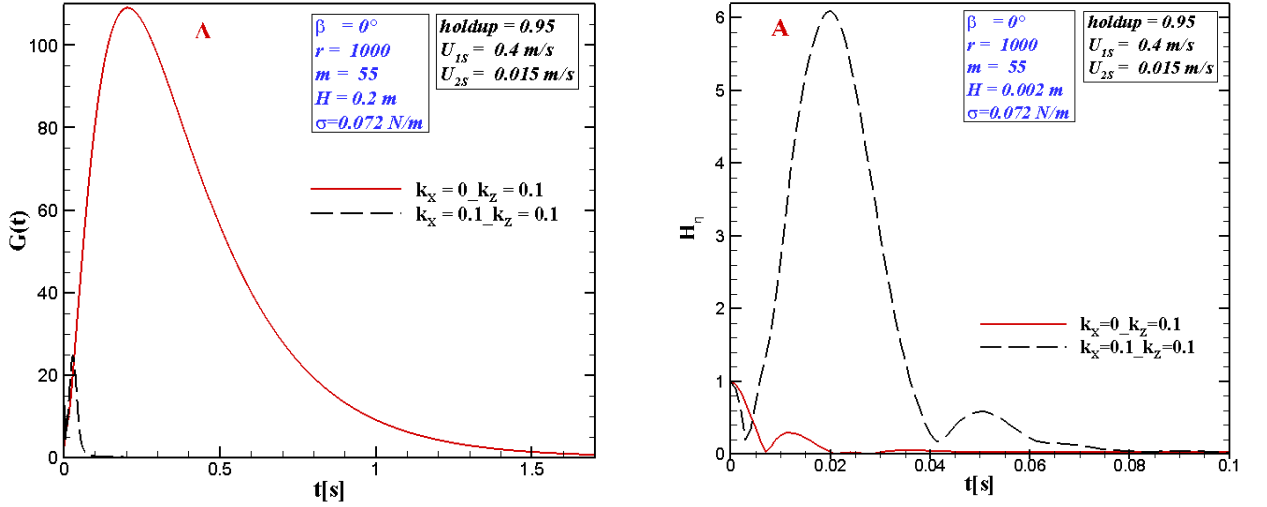 A
β = 0°
r = 1000
m = 55
H = 0.2 m
σ=0.072 N/m
holdup = 0.95
U1S = 0.4 m/s
U2S = 0.015 m/s
kx = 0_kz = 0.1
kx = 0.1_kz = 0.1
G(t)
100
80
60
40
20
0
0
0.5
1
1.5
t[s]
A
β = 0°
r = 1000
m = 55
H = 0.002 m
σ=0.072 N/m
holdup = 0.95
U1S = 0.4 m/s
U2S = 0.015 m/s
kx=0_kz=0.1
kx=0.1_kz=0.1
Hη
6
5
4
3
2
1
0
0
0.02
0.04
0.06
0.08
0.1
t[s]